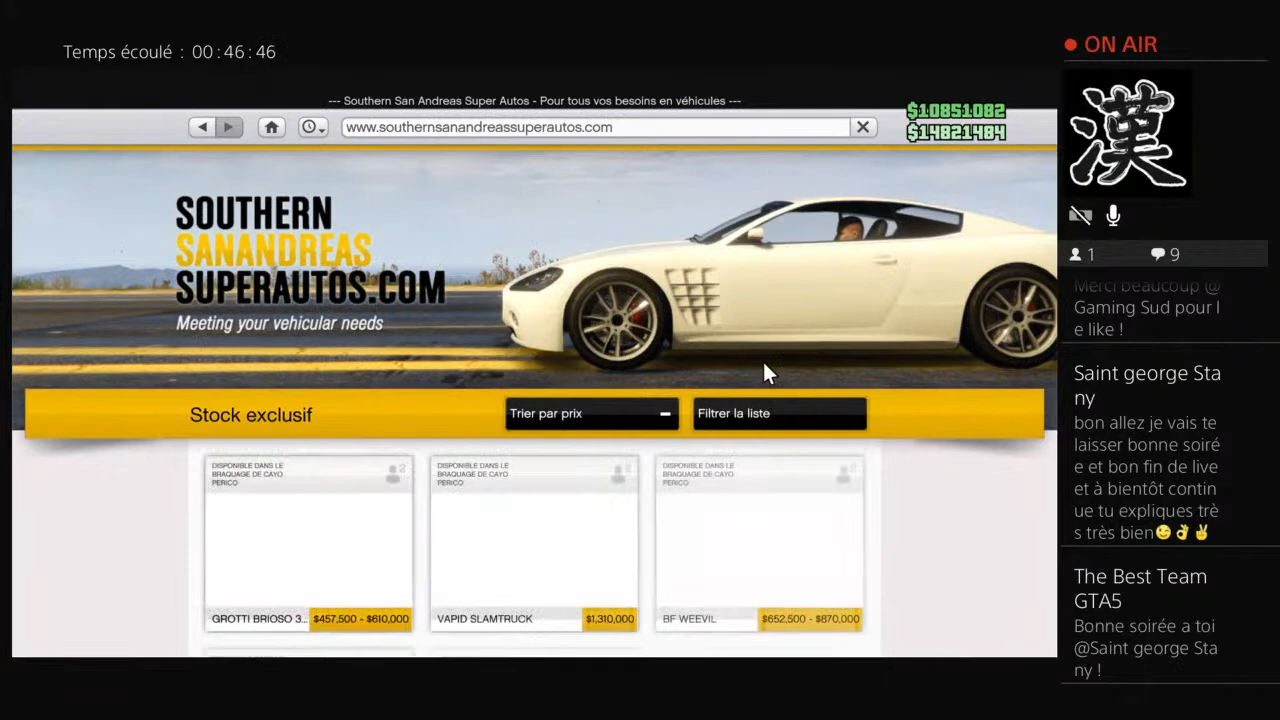 Temps écoulé : 00:46:46
ON AIR
--- Southern San Andreas Super Autos - Pour tous vos besoins en véhicules ---
www.southernsanandreassuperautos.com
$10851082
$14821484
SOUTHERN
SANANDREAS
SUPERAUTOS.COM
Meeting your vehicular needs
漢
1
9
Stock exclusif
Trier par prix
Filtrer la liste
DISPONIBLE DANS LE
BRAQUAGE DE CAYO
PERICO
2
GROTTI BRIOSO 3...
$457,500 - $610,000
DISPONIBLE DANS LE
BRAQUAGE DE CAYO
PERICO
2
VAPID SLAMTRUCK
$1,310,000
DISPONIBLE DANS LE
BRAQUAGE DE CAYO
PERICO
2
BF WEEVIL
$652,500 - $870,000
Merci beaucoup @
Gaming Sud pour l
e like !
Saint george Sta
ny
bon allez je vais te
laisser bonne soiré
e et bon fin de live
et à bientôt contin
ue tu expliques trè
s très bien😉👌✌
The Best Team
GTA5
Bonne soirée a toi
@Saint george Sta
ny !